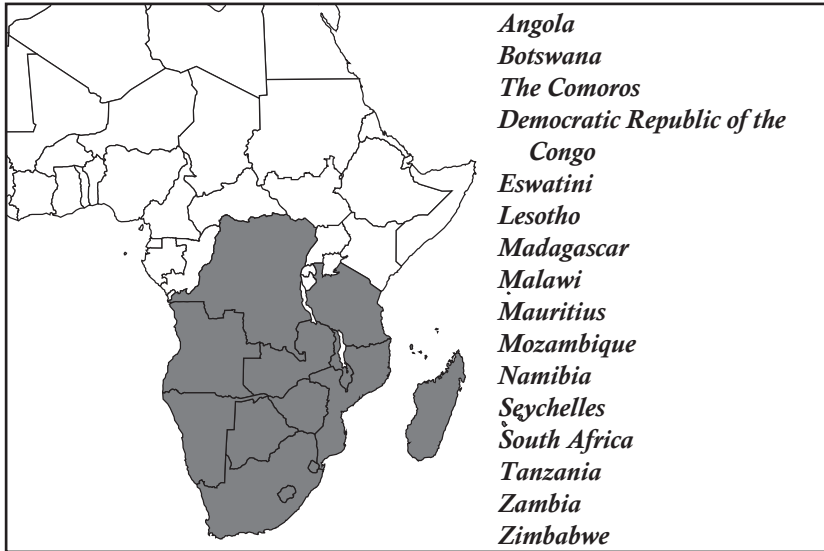 Angola
Botswana
The Comoros
Democratic Republic of the
Congo
Eswatini
Lesotho
Madagascar
Malawi
Mauritius
Mozambique
Namibia
Seychelles
South Africa
Tanzania
Zambia
Zimbabwe